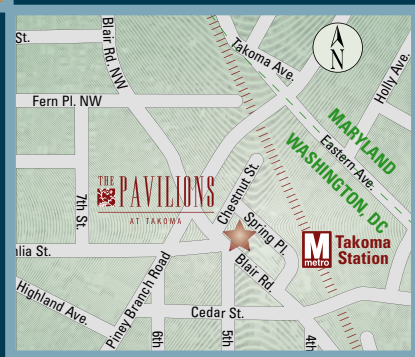 St.
Blair Rd. NW
Takoma Ave.
N
Holly Ave.
Fern Pl. NW
MARYLAND
Eastern Ave.
WASHINGTON, DC
7th St.
THE PAVILIONS
AT TAKOMA
Chestnut St.
Spring Pl.
M
metro
Takoma
Station
hlia St.
Blair Rd.
Piney Branch Road
Highland Ave.
Cedar St.
6th
5th
4th